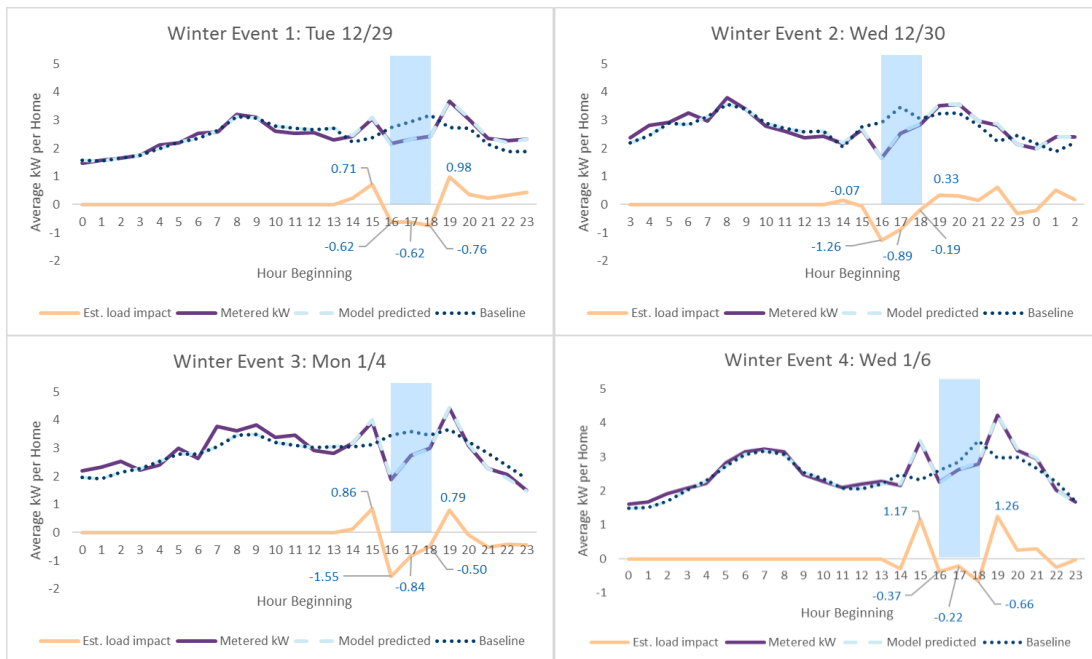 Winter Event 1: Tue 12/29
Average kW per Home
5
4
3
2
1
0
-1
-2
0.71
0.98
-0.62
-0.62
-0.76
0 1 2 3 4 5 6 7 8 9 10 11 12 13 14 15 16 17 18 19 20 21 22 23
Hour Beginning
Est. load impact Metered kW Model predicted Baseline
Winter Event 2: Wed 12/30
Average kW per Home
5
4
3
2
1
0
-1
-2
-0.07
0.33
-1.26
-0.89
-0.19
3 4 5 6 7 8 9 10 11 12 13 14 15 16 17 18 19 20 21 22 23 0 1 2
Hour Beginning
Est. load impact Metered kW Model predicted Baseline
Winter Event 3: Mon 1/4
Average kW per Home
5
4
3
2
1
0
-1
-2
0.86
0.79
-1.55
-0.84
-0.50
0 1 2 3 4 5 6 7 8 9 10 11 12 13 14 15 16 17 18 19 20 21 22 23
Hour Beginning
Est. load impact Metered kW Model predicted Baseline
Winter Event 4: Wed 1/6
Average kW per Home
5
4
3
2
1
0
-1
1.17
1.26
-0.37
-0.22
-0.66
0 1 2 3 4 5 6 7 8 9 10 11 12 13 14 15 16 17 18 19 20 21 22 23
Hour Beginning
Est. load impact Metered kW Model predicted Baseline